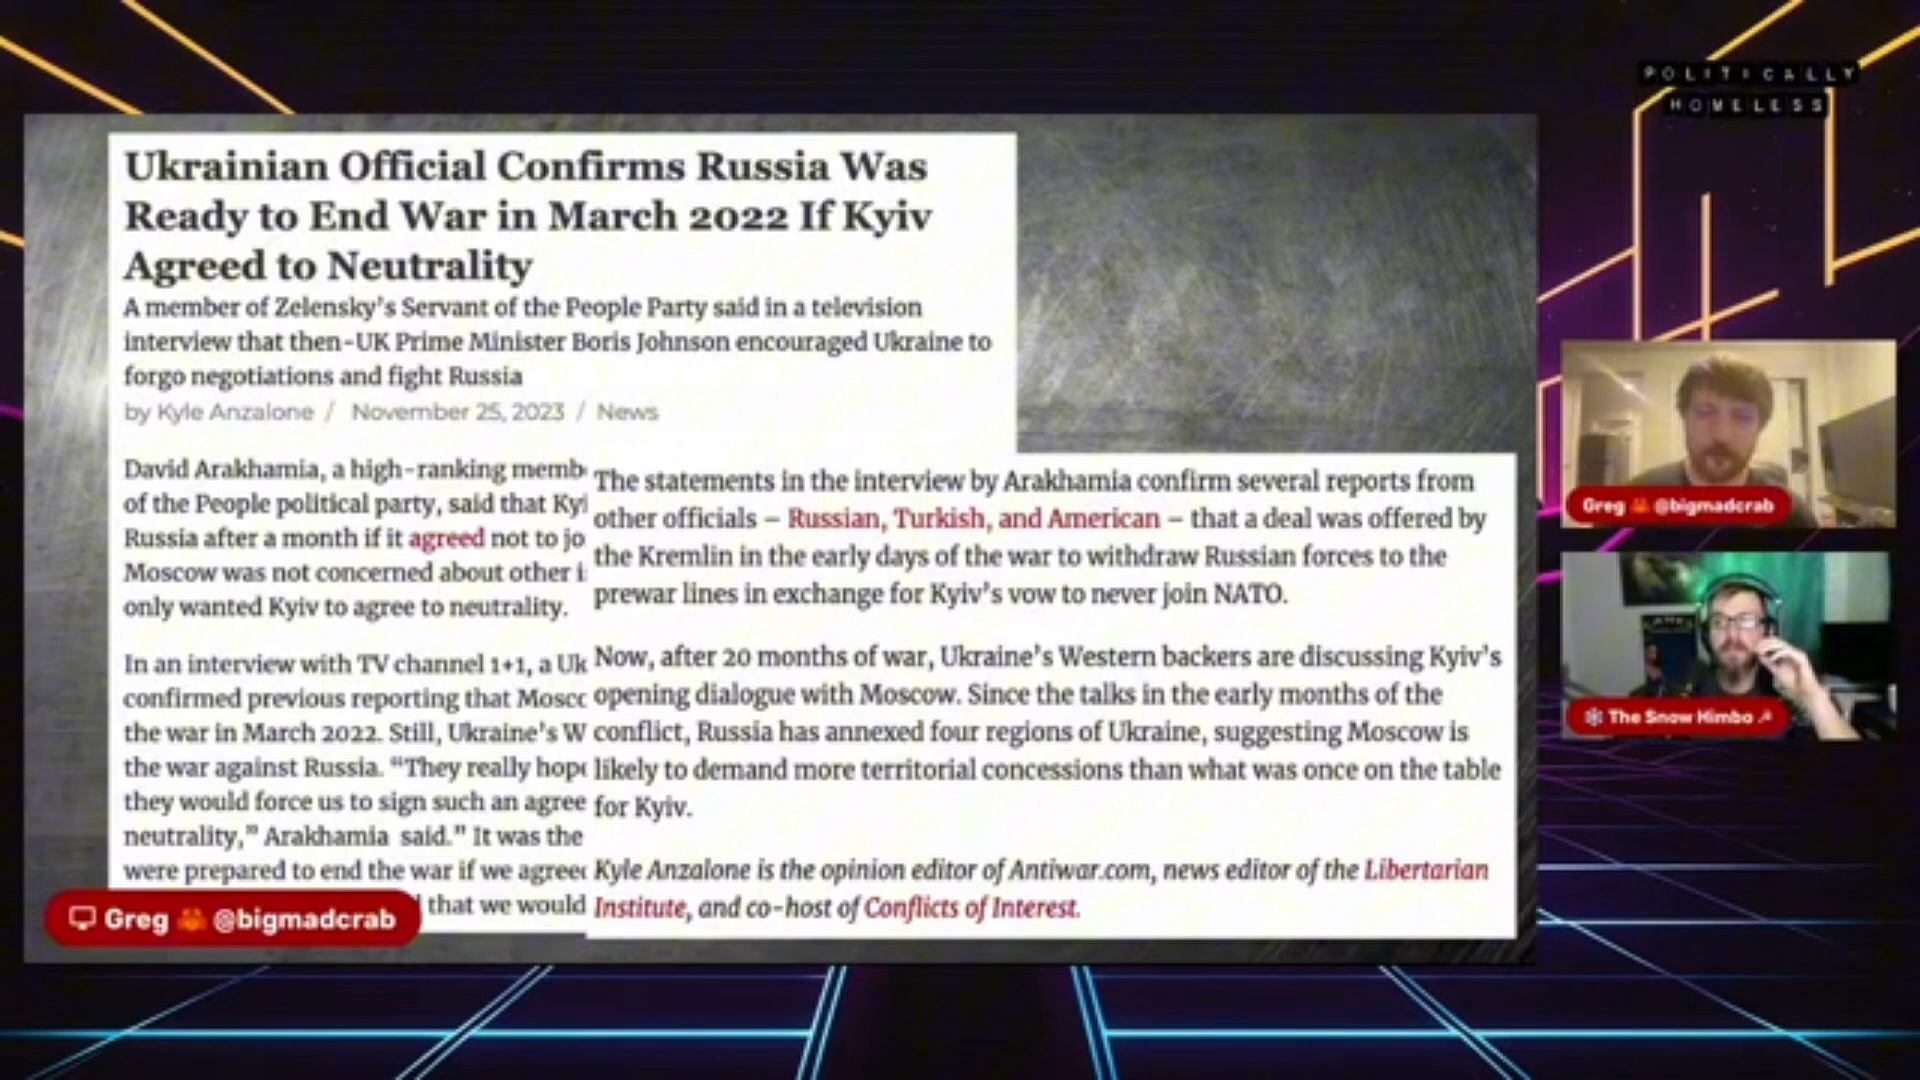 POLITICALLY
HOMELESS
Ukrainian Official Confirms Russia Was
Ready to End War in March 2022 If Kyiv
Agreed to Neutrality
A member of Zelensky's Servant of the People Party said in a television
interview that then-UK Prime Minister Boris Johnson encouraged Ukraine to
forgo negotiations and fight Russia
by Kyle Anzalone / November 25, 2023 / News
David Arakhamia, a high-ranking memb
of the People political party, said that Kyi
Russia after a month if it agreed not to jo
Moscow was not concerned about other i
only wanted Kyiv to agree to neutrality.
In an interview with TV channel 1+1, a Uk
confirmed previous reporting that Mosco
the war in March 2022. Still, Ukraine's W
the war against Russia. “They really hope
they would force us to sign such an agree
neutrality,” Arakhamia said.” It was the
were prepared to end the war if we agreed
that we would
The statements in the interview by Arakhamia confirm several reports from
other officials – Russian, Turkish, and American – that a deal was offered by
the Kremlin in the early days of the war to withdraw Russian forces to the
prewar lines in exchange for Kyiv's vow to never join NATO.
Now, after 20 months of war, Ukraine's Western backers are discussing Kyiv's
opening dialogue with Moscow. Since the talks in the early months of the
conflict, Russia has annexed four regions of Ukraine, suggesting Moscow is
likely to demand more territorial concessions than what was once on the table
for Kyiv.
Kyle Anzalone is the opinion editor of Antiwar.com, news editor of the Libertarian
Institute, and co-host of Conflicts of Interest.
Greg 🦀 @bigmadcrab
Greg 🦀 @bigmadcrab
❄️ The Snow Himbo ☭